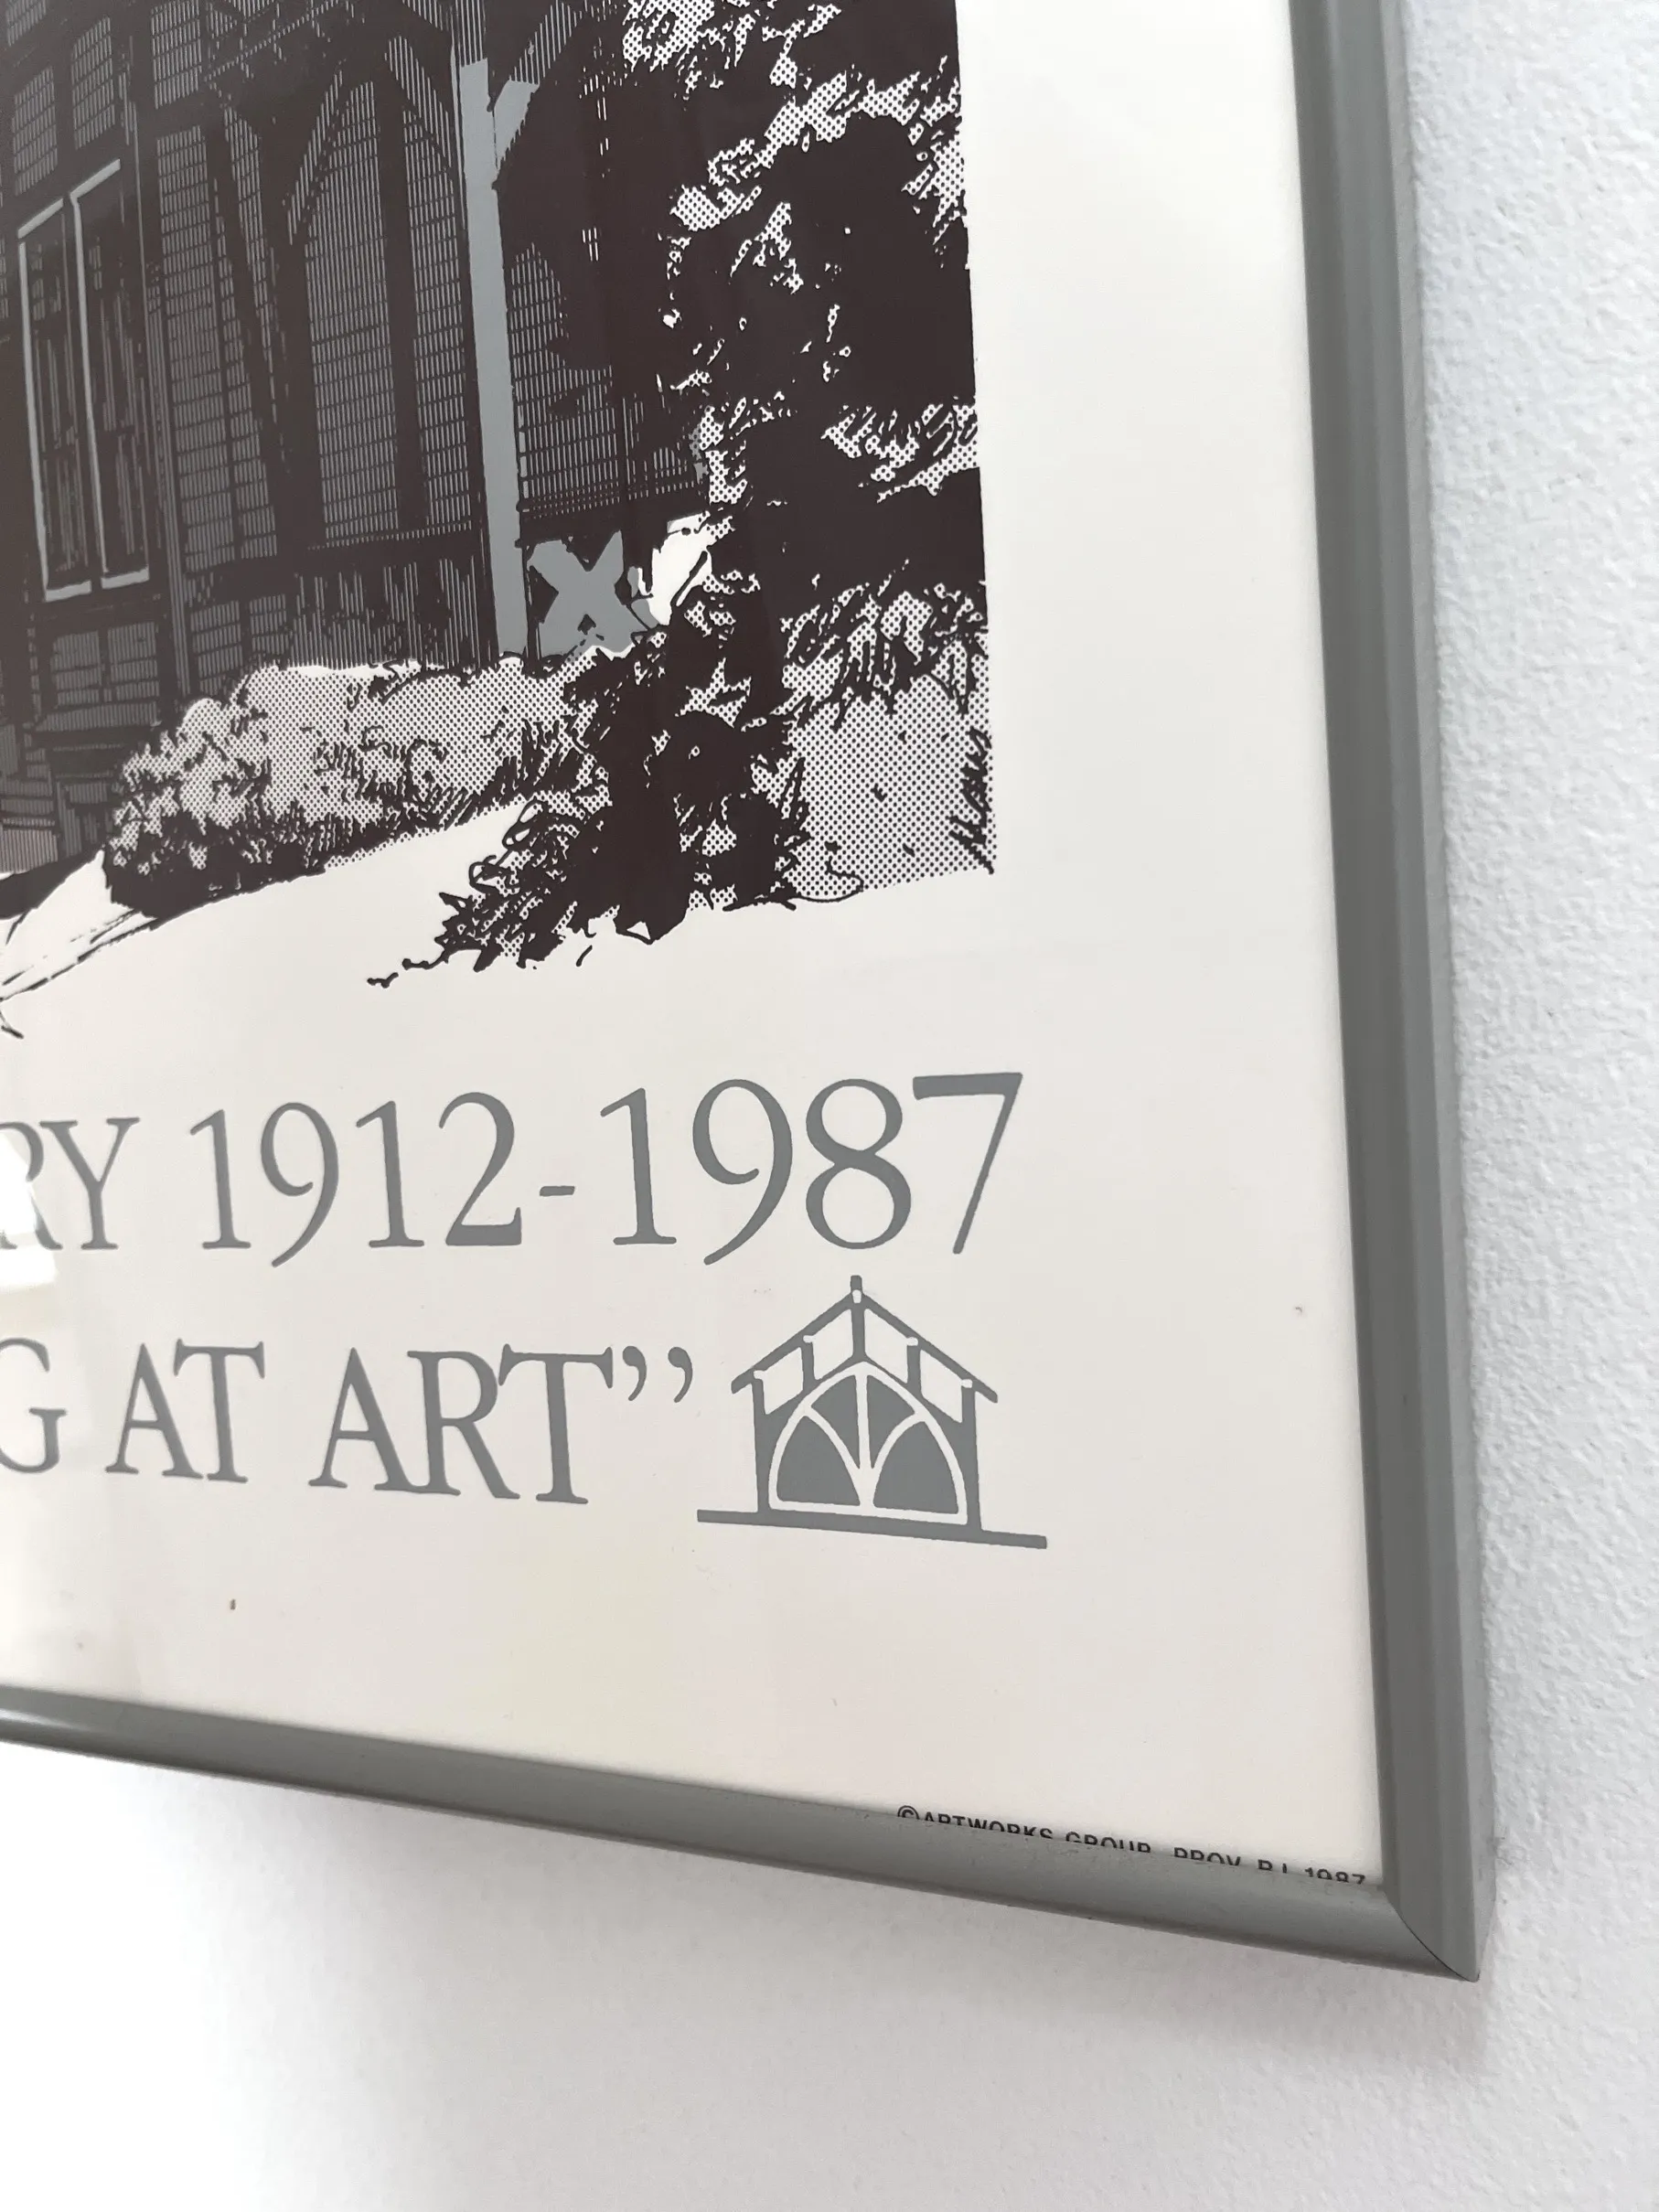 RY 1912-1987
G AT ART”
©ARTWORKS GROUP PROV. R.I. 1987